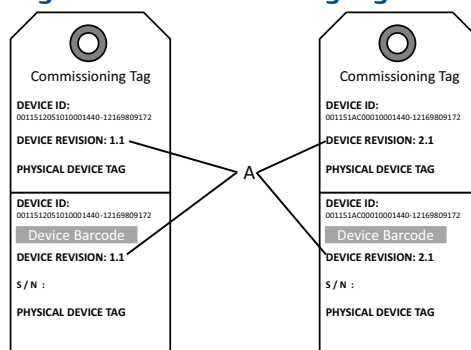 Commissioning Tag
DEVICE ID:
0011512051010001440-12169809172
DEVICE REVISION: 1.1
PHYSICAL DEVICE TAG
DEVICE ID:
0011512051010001440-12169809172
Device Barcode
DEVICE REVISION: 1.1
S / N :
PHYSICAL DEVICE TAG
A
Commissioning Tag
DEVICE ID:
001151AC00010001440-12169809172
DEVICE REVISION: 2.1
PHYSICAL DEVICE TAG
DEVICE ID:
001151AC00010001440-12169809172
Device Barcode
DEVICE REVISION: 2.1
S / N :
PHYSICAL DEVICE TAG